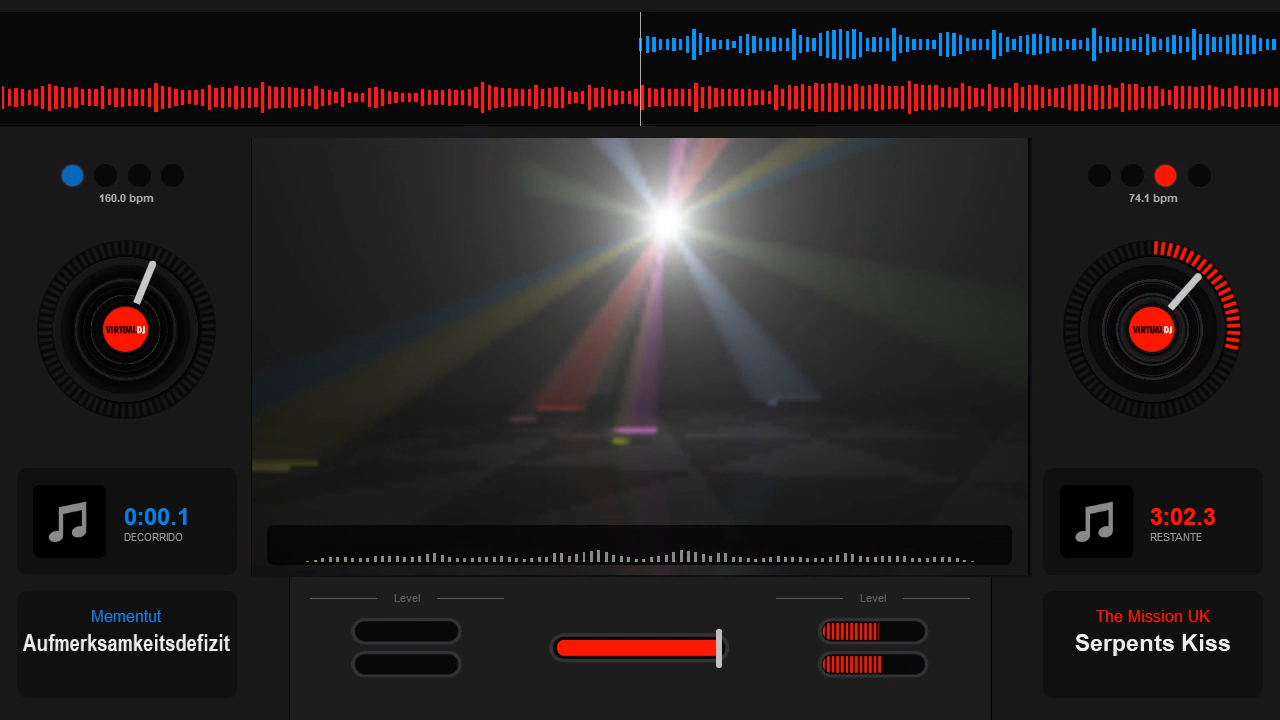 160.0 bpm
74.1 bpm
VIRTUALDJ
VIRTUALDJ
0:00.1
DECORRIDO
3:02.3
RESTANTE
Mementut
Aufmerksamkeitsdefizit
Level
Level
The Mission UK
Serpents Kiss